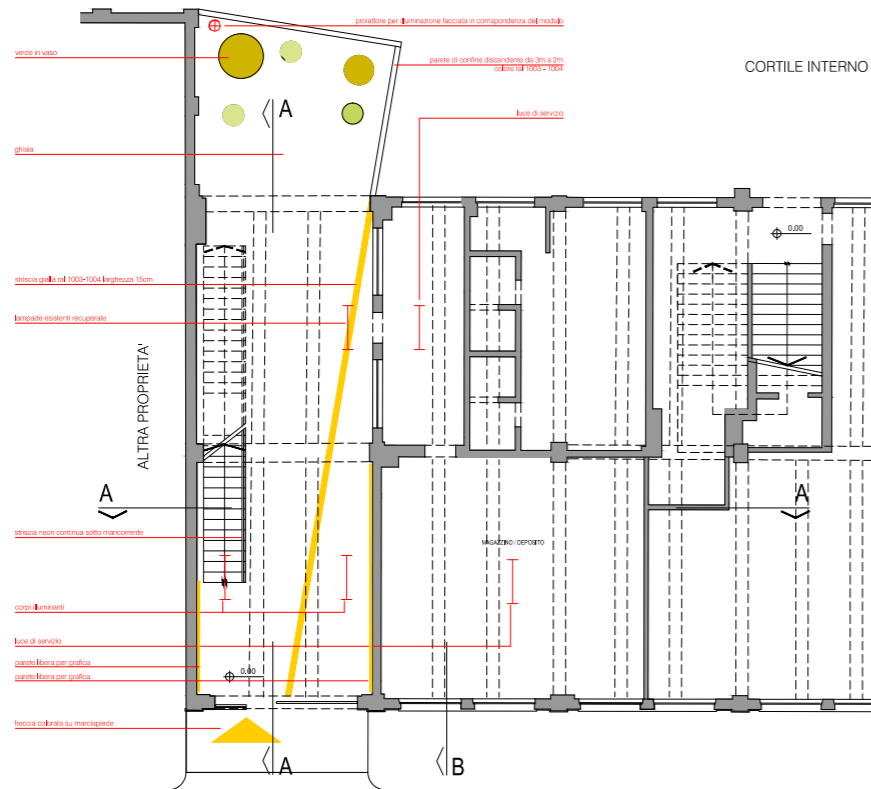 proiettore per illuminazione facciata in corrispondenza del modulo
verde in vaso
parete di confine discendente da 3m a 2m
colore ral 1003 - 1004
CORTILE INTERNO
A
luce di servizio
ghiaia
0.00
striscia gialla ral 1003-1004 larghezza 15cm
lampade esistenti recuperate
ALTRA PROPRIETA'
A
A
striscia neon continua sotto mancorrente
MAGAZZINO / DEPOSITO
corpi illuminanti
luce di servizio
parete libera per grafica
0.00
parete libera per grafica
freccia colorata su marciapiede
A
B